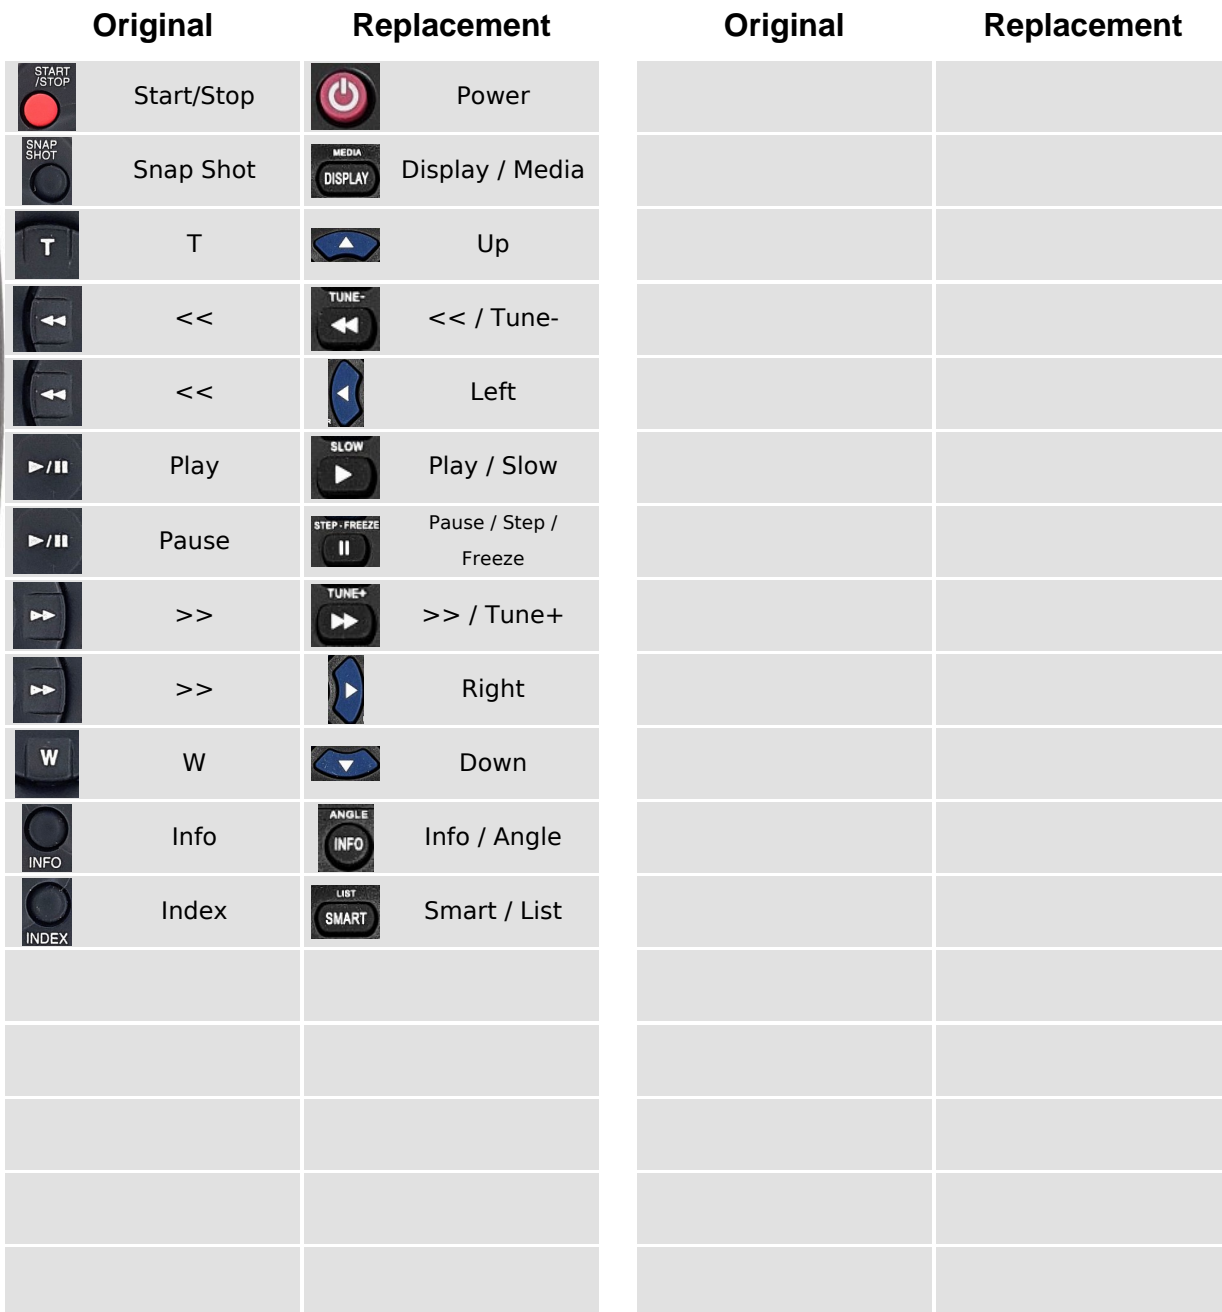 Original Replacement Original Replacement
START
/STOP
Start/Stop Power
SNAP
SHOT
Snap Shot
MEDIA
DISPLAY
Display / Media
T T Up
<< TUNE- << / Tune-
<< Left
Play SLOW Play / Slow
Pause STEP-FREEZE Pause / Step /
Freeze
>> TUNE+ >> / Tune+
>> Right
W W Down
INFO Info
ANGLE
INFO
Info / Angle
INDEX Index
LIST
SMART
Smart / List